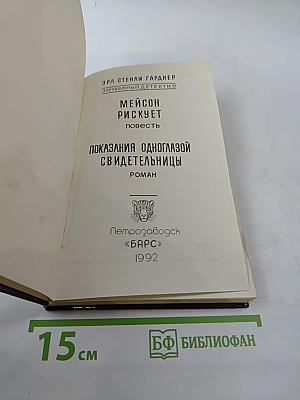 ЭРЛ СТЕНЛИ ГАРДНЕР
ЗАРУБЕЖНЫЙ ДЕТЕКТИВ
МЕЙСОН
РИСКУЕТ
ПОВЕСТЬ
ПОКАЗАНИЯ ОДНОГЛАЗОЙ
СВИДЕТЕЛЬНИЦЫ
РОМАН
Петрозаводск
«БАРС»
1992
15 см
БФ БИБЛИОФАН